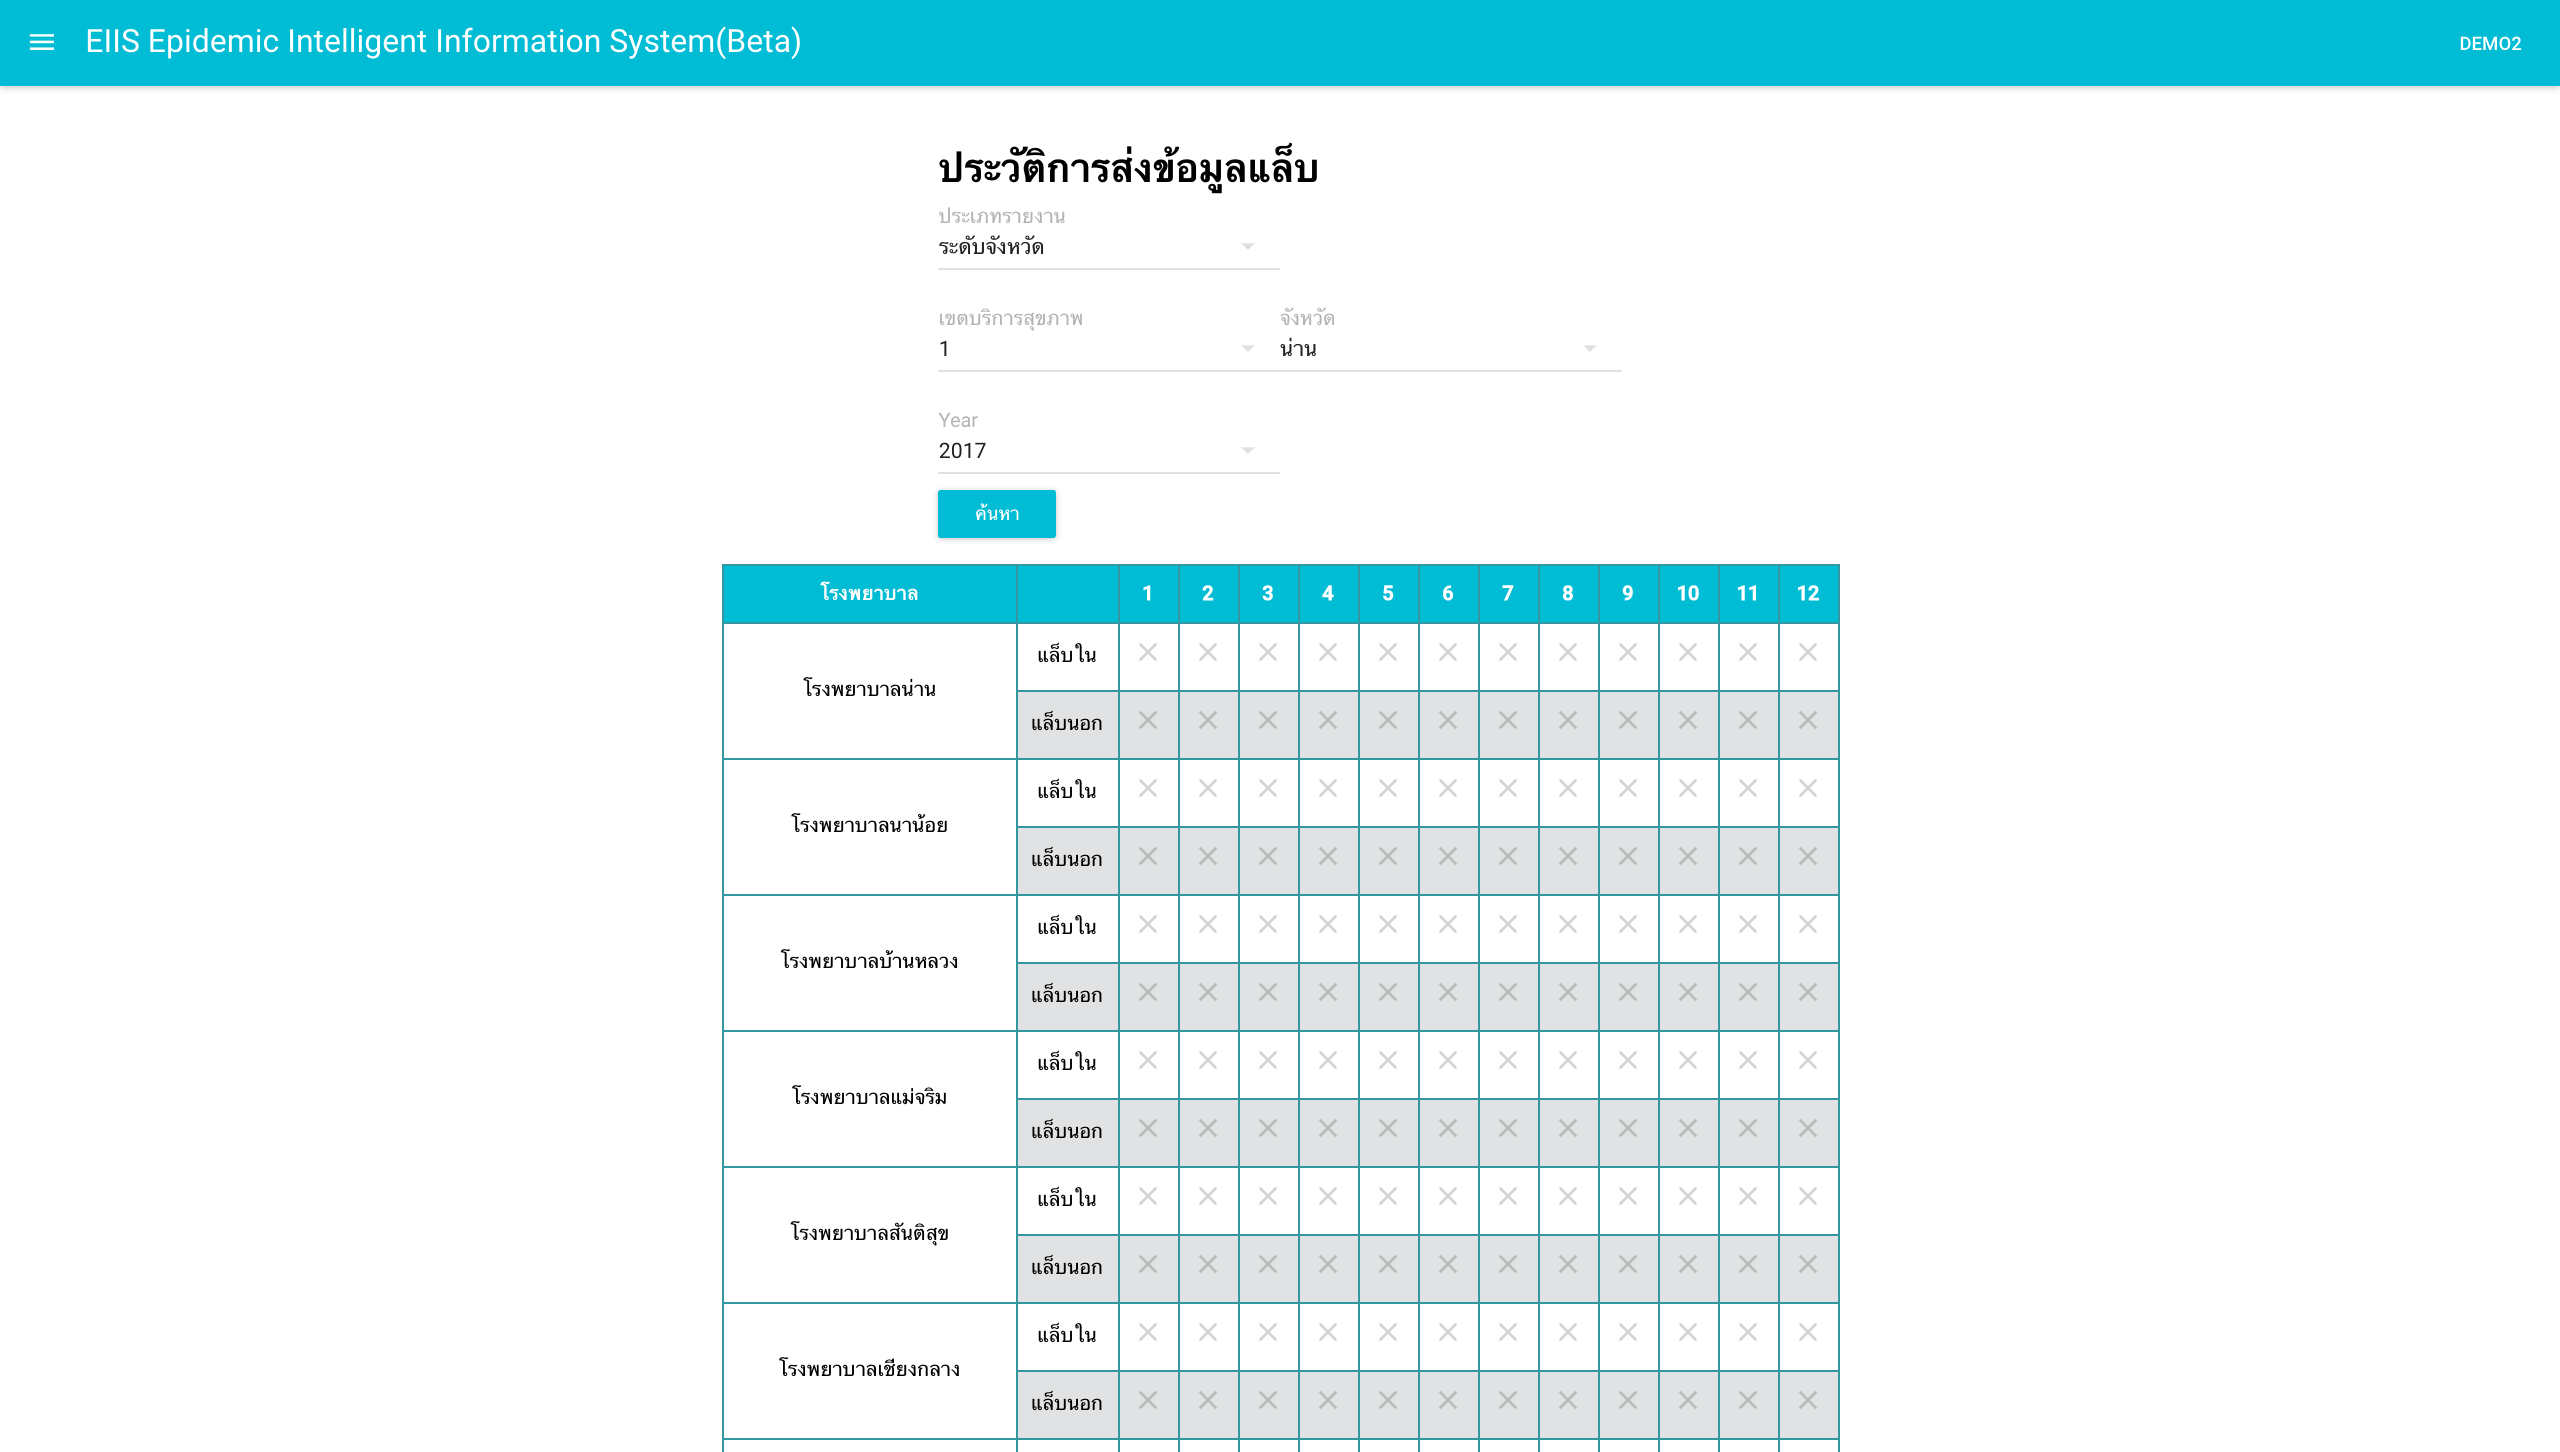 EIIS Epidemic Intelligent Information System(Beta)
DEMO2
ประวัติการส่งข้อมูลแล็บ
ประเภทรายงาน
ระดับจังหวัด
เขตบริการสุขภาพ จังหวัด
1 น่าน
Year
2017
ค้นหา
โรงพยาบาล 1 2 3 4 5 6 7 8 9 10 11 12
แล็บใน
โรงพยาบาลน่าน
แล็บนอก
แล็บใน
โรงพยาบาลนาน้อย
แล็บนอก
แล็บใน
โรงพยาบาลบ้านหลวง
แล็บนอก
แล็บใน
โรงพยาบาลแม่จริม
แล็บนอก
แล็บใน
โรงพยาบาลสันติสุข
แล็บนอก
แล็บใน
โรงพยาบาลเชียงกลาง
แล็บนอก